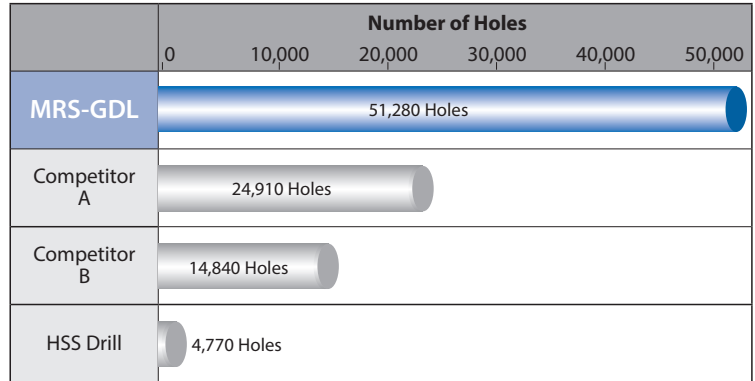 Number of Holes
0 10,000 20,000 30,000 40,000 50,000
MRS-GDL
51,280 Holes
Competitor
A
24,910 Holes
Competitor
B
14,840 Holes
HSS Drill
4,770 Holes